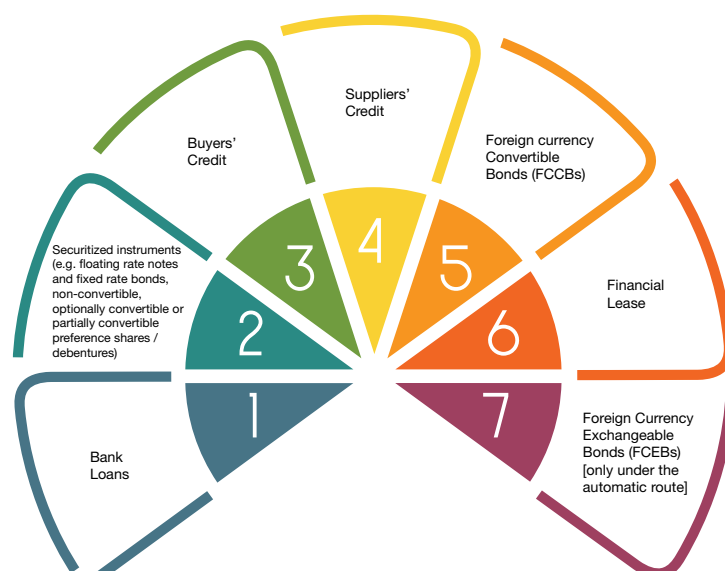 1
Bank
Loans
2
Securitized instruments
(e.g. floating rate notes
and fixed rate bonds,
non-convertible,
optionally convertible or
partially convertible
preference shares /
debentures)
3
Buyers’
Credit
4
Suppliers’
Credit
5
Foreign currency
Convertible
Bonds (FCCBs)
6
Financial
Lease
7
Foreign Currency
Exchangeable
Bonds (FCEBs)
[only under the
automatic route]